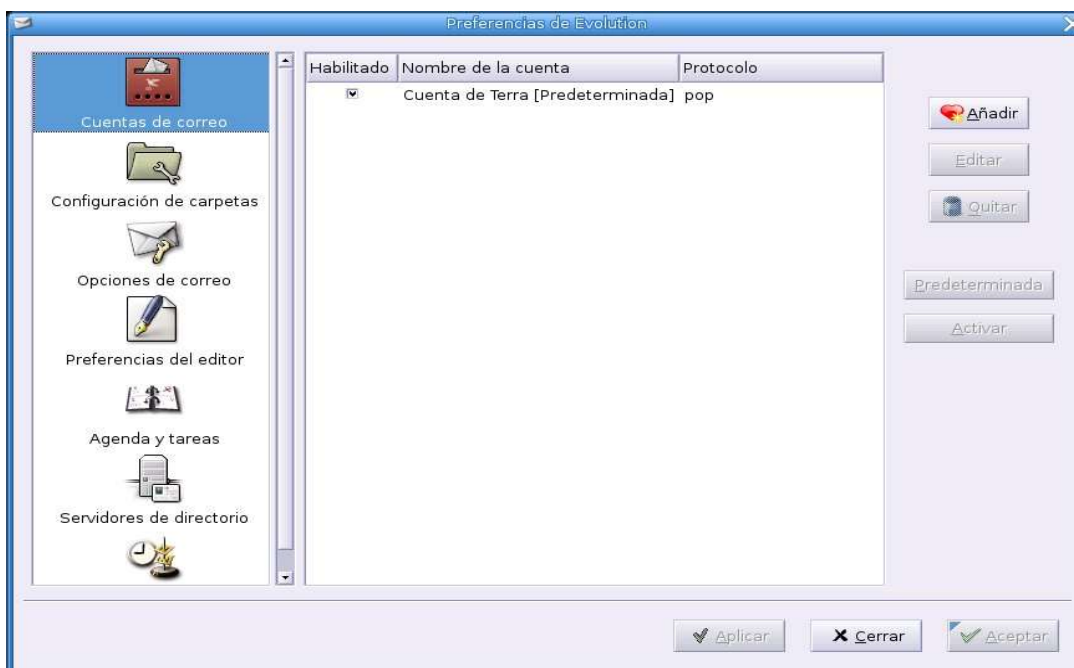 Preferencias de Evolution
Cuentas de correo
Configuración de carpetas
Opciones de correo
Preferencias del editor
Agenda y tareas
Servidores de directorio
Habilitado Nombre de la cuenta Protocolo
Cuenta de Terra [Predeterminada] pop
Añadir
Editar
Quitar
Predeterminada
Activar
Aplicar Cerrar Aceptar